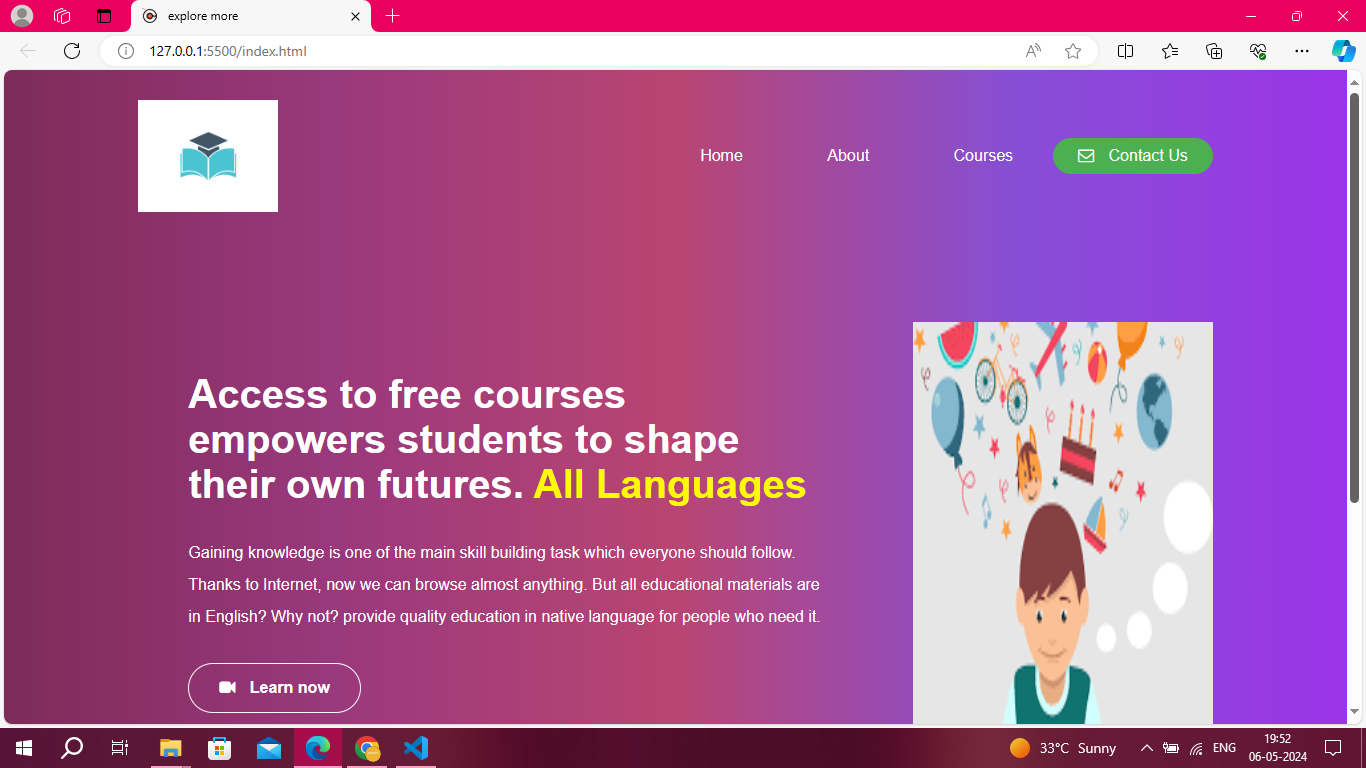 explore more
127.0.0.1:5500/index.html
Home About Courses Contact Us
Access to free courses
empowers students to shape
their own futures. All Languages
Gaining knowledge is one of the main skill building task which everyone should follow.
Thanks to Internet, now we can browse almost anything. But all educational materials are
in English? Why not? provide quality education in native language for people who need it.
Learn now
33°C Sunny
ENG
19:52
06-05-2024